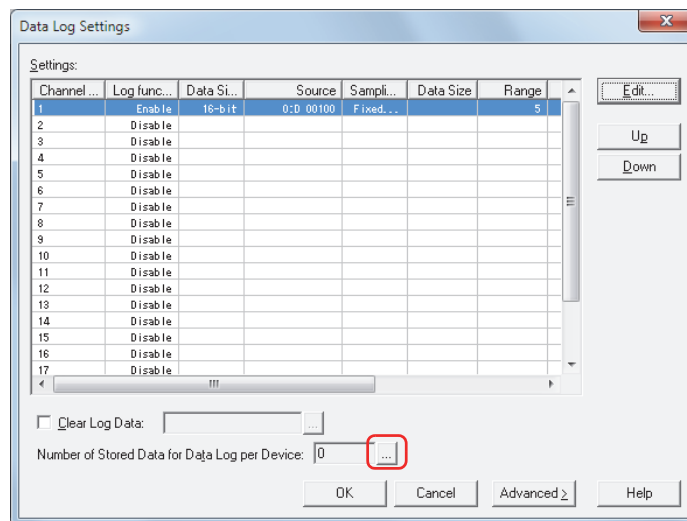 Data Log Settings
x
Settings:
Channel ... Log func... Data Si... Source Sampli... Data Size Range
1 Enable 16-bit 0:D 00100 Fixed... 5
2 Disable
3 Disable
4 Disable
5 Disable
6 Disable
7 Disable
8 Disable
9 Disable
10 Disable
11 Disable
12 Disable
13 Disable
14 Disable
15 Disable
16 Disable
17 Disable
Edit...
Up
Down
Clear Log Data: ...
Number of Stored Data for Data Log per Device: 0 ...
OK Cancel Advanced > Help